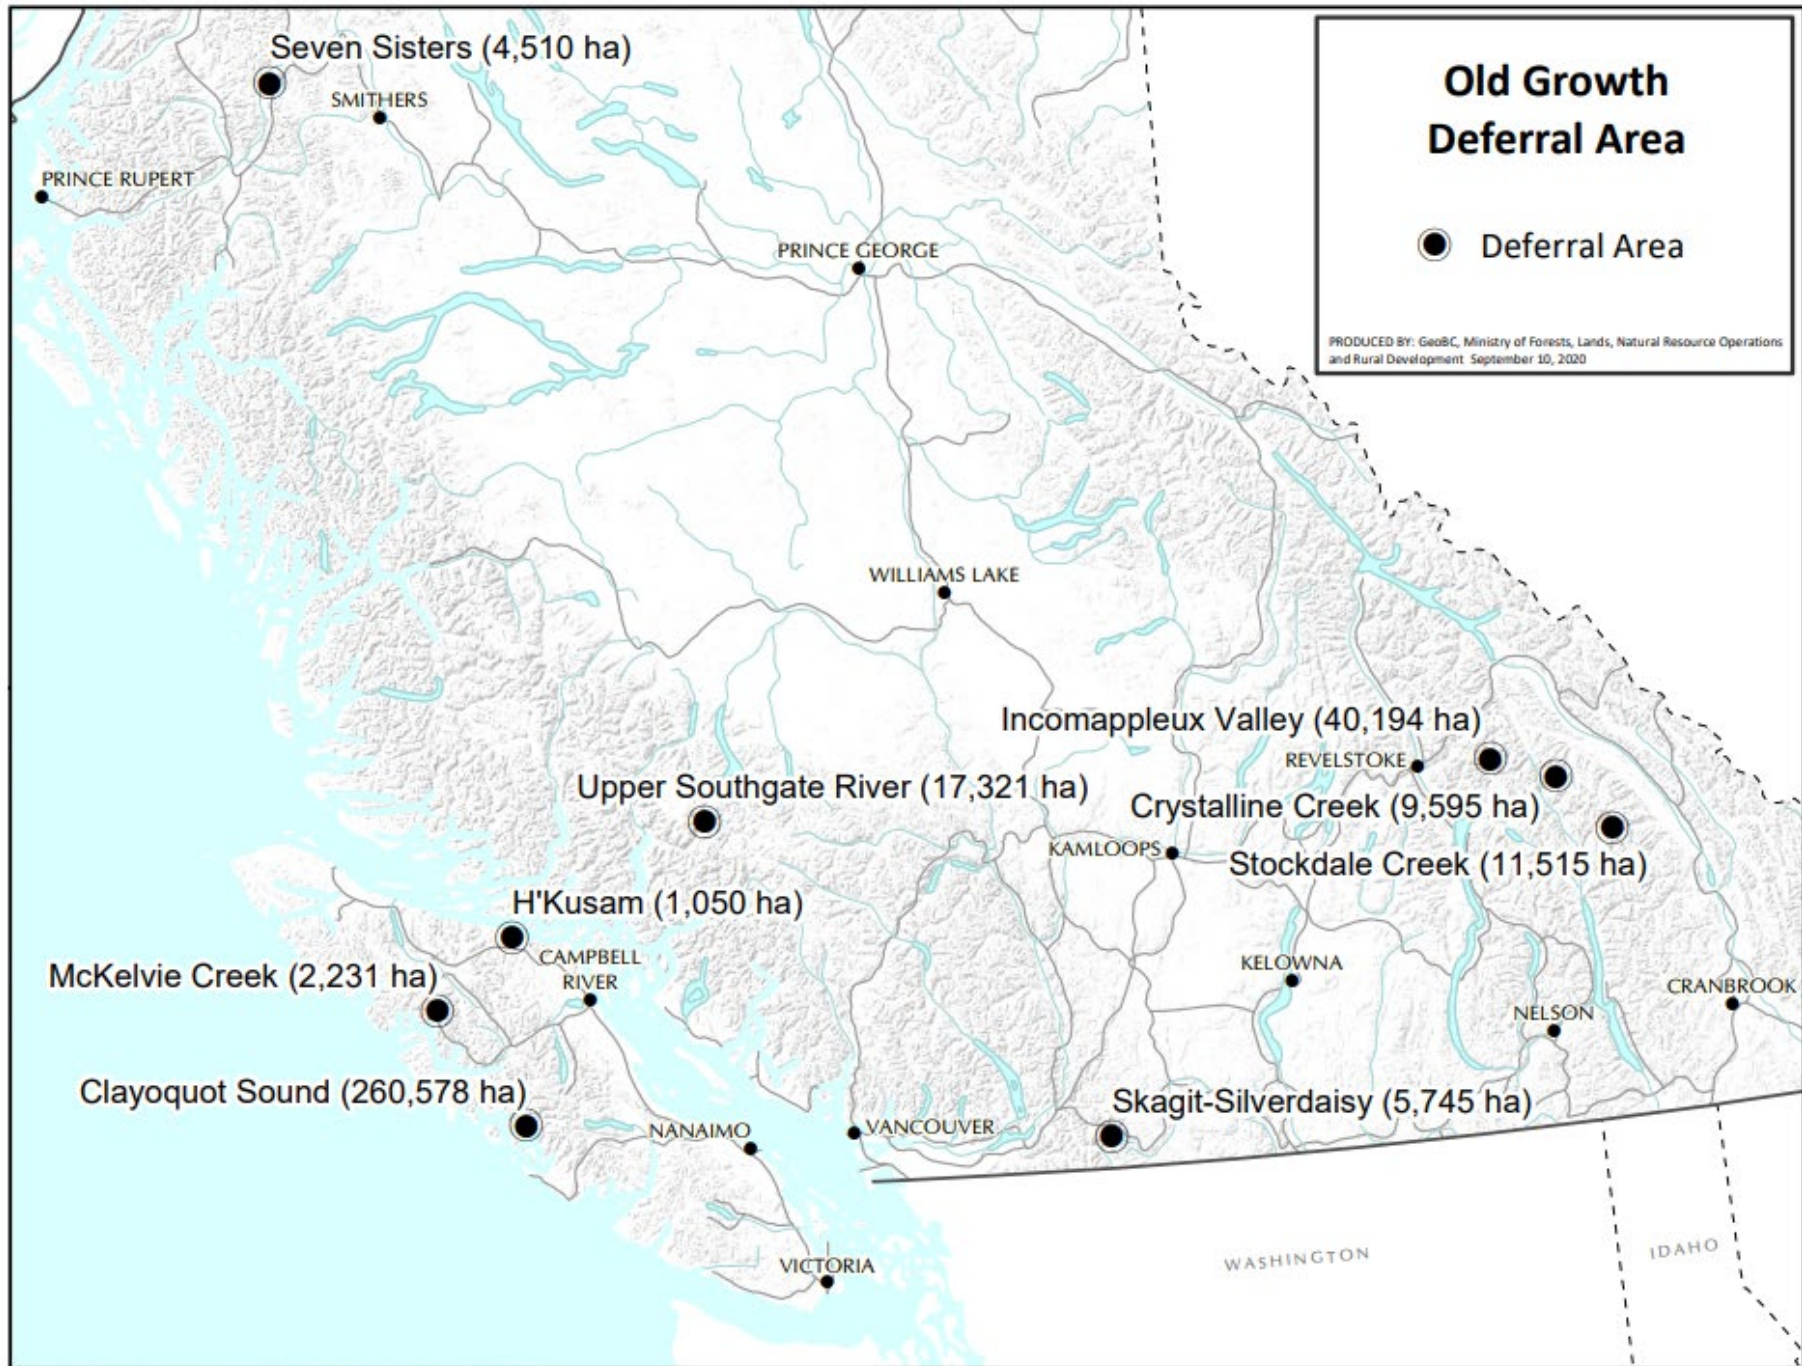 Seven Sisters (4,510 ha)
SMITHERS
PRINCE RUPERT
Old Growth
Deferral Area
Deferral Area
PRODUCED BY: GeoBC, Ministry of Forests, Lands, Natural Resource Operations
and Rural Development September 10, 2020
PRINCE GEORGE
WILLIAMS LAKE
Incomappleux Valley (40,194 ha)
REVELSTOKE
Upper Southgate River (17,321 ha)
Crystalline Creek (9,595 ha)
KAMLOOPS
Stockdale Creek (11,515 ha)
H'Kusam (1,050 ha)
CAMPBELL
RIVER
McKelvie Creek (2,231 ha)
KELOWNA
CRANBROOK
NELSON
Clayoquot Sound (260,578 ha)
Skagit-Silverdaisy (5,745 ha)
NANAIMO
VANCOUVER
VICTORIA
WASHINGTON
IDAHO